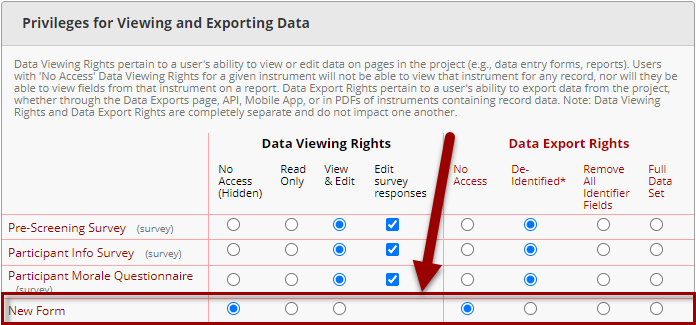 Privileges for Viewing and Exporting Data
Data Viewing Rights pertain to a user's ability to view or edit data on pages in the project (e.g., data entry forms, reports). Users
with 'No Access' Data Viewing Rights for a given instrument will not be able to view that instrument for any record, nor will they be
able to view fields from that instrument on a report. Data Export Rights pertain to a user's ability to export data from the project,
whether through the Data Exports page, API, Mobile App, or in PDFs of instruments containing record data. Note: Data Viewing
Rights and Data Export Rights are completely separate and do not impact one another.
Data Viewing Rights Data Export Rights
No Access (Hidden) Read Only View & Edit Edit survey responses No Access De-Identified* Remove All Identifier Fields Full Data Set
Pre-Screening Survey (survey)
Participant Info Survey (survey)
Participant Morale Questionnaire
(survey)
New Form